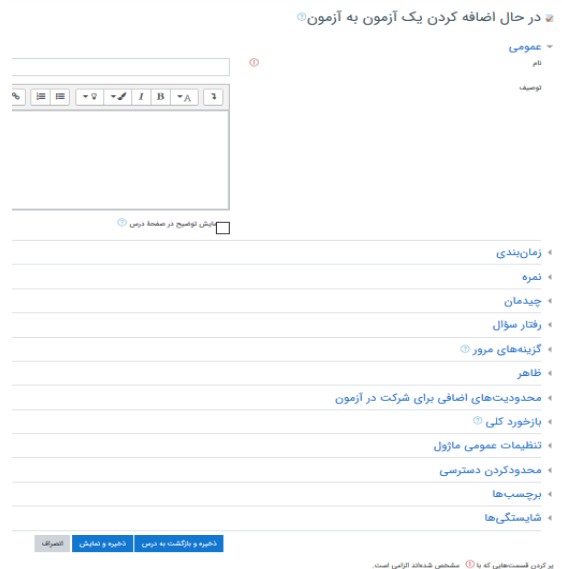 در حال اضافه کردن یک آزمون به آزمون
عمومی
نام
توصیف
A B I
نمایش توضیح در صفحهٔ درس
زمان‌بندی
نمره
چیدمان
رفتار سؤال
گزینه‌های مرور
ظاهر
محدودیت‌های اضافی برای شرکت در آزمون
بازخورد کلی
تنظیمات عمومی ماژول
محدودکردن دسترسی
برچسب‌ها
شایستگی‌ها
ذخیره و بازگشت به درس ذخیره و نمایش انصراف
پر کردن قسمت‌هایی که با مشخص شده‌اند الزامی است.